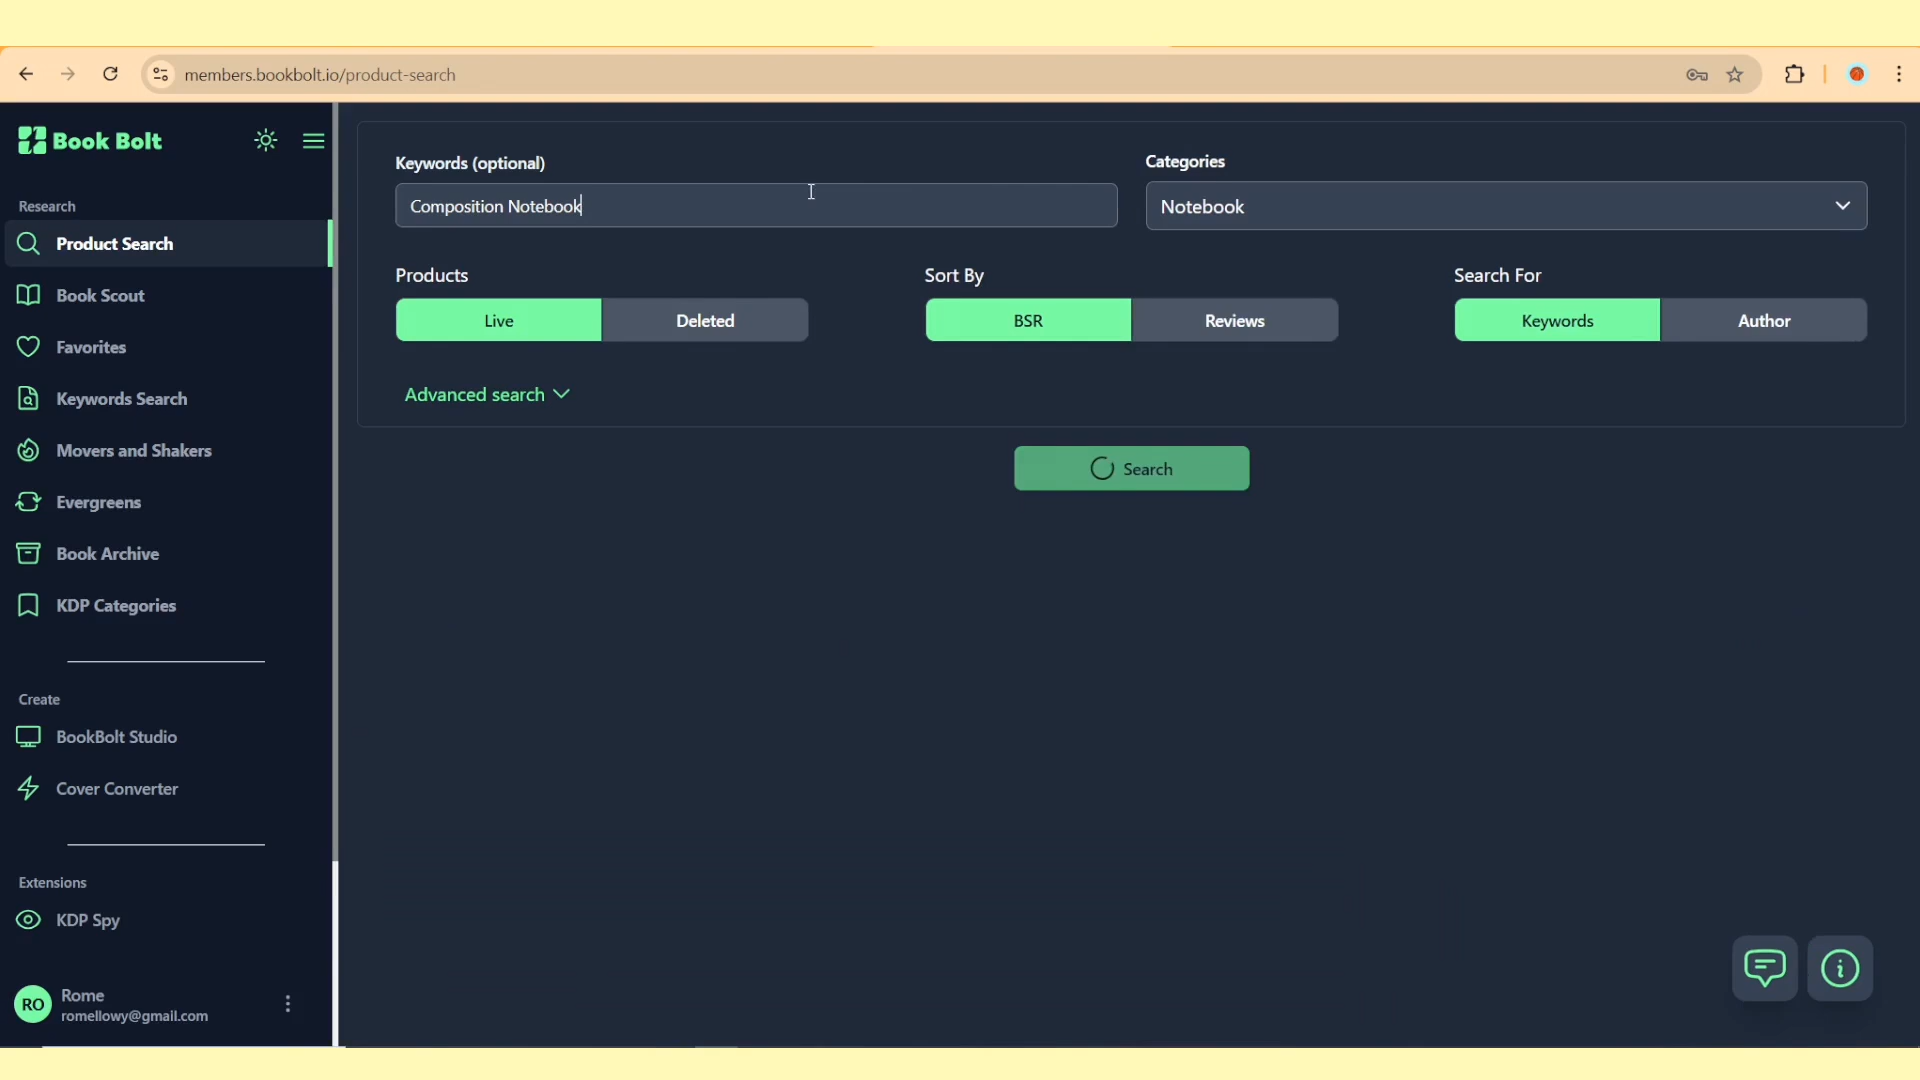 members.bookbolt.io/product-search
Book Bolt
Research
Product Search
Book Scout
Favorites
Keywords Search
Movers and Shakers
Evergreens
Book Archive
KDP Categories
Create
BookBolt Studio
Cover Converter
Extensions
KDP Spy
RO
Rome
romellowy@gmail.com
Keywords (optional)
Composition Notebook
Categories
Notebook
Products
Live
Deleted
Sort By
BSR
Reviews
Search For
Keywords
Author
Advanced search
Search